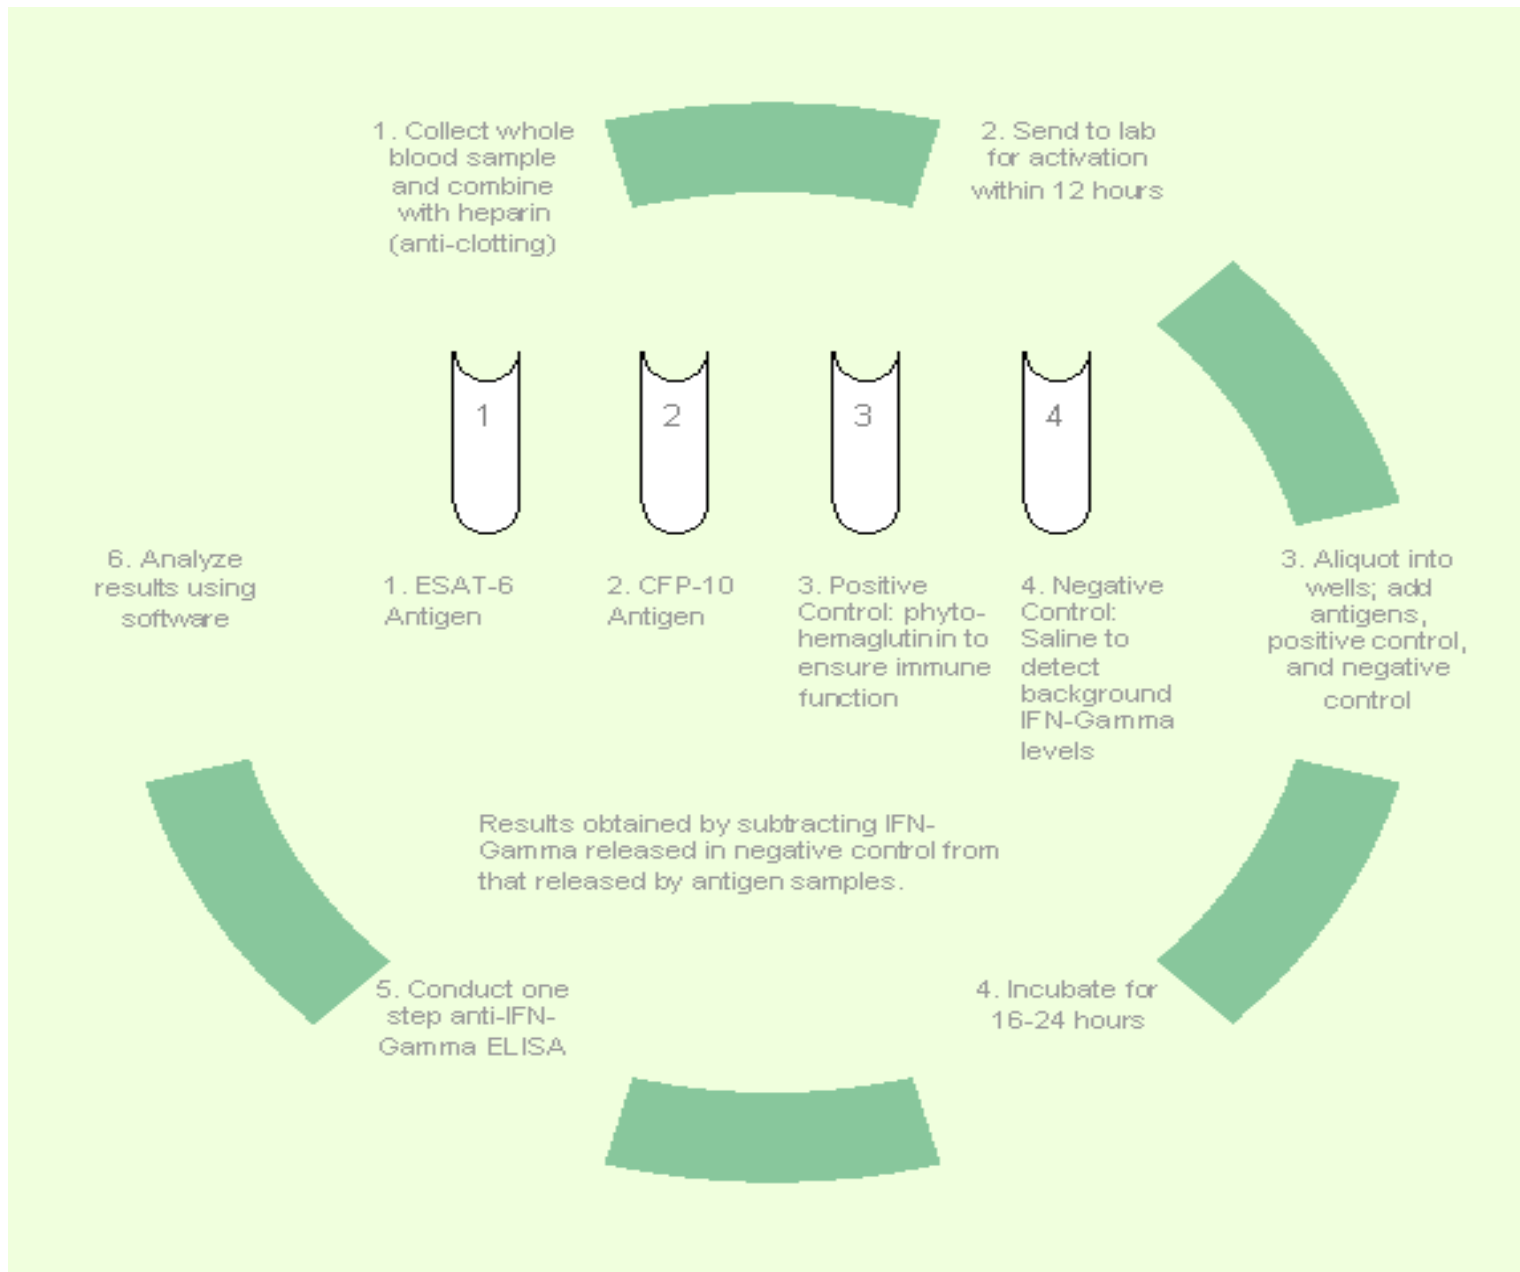 1. Collect whole
blood sample
and combine
with heparin
(anti-clotting)
2. Send to lab
for activation
within 12 hours
1
2
3
4
6. Analyze
results using
software
1. ESAT-6
Antigen
2. CFP-10
Antigen
3. Positive
Control: phyto-
hemaglutinin to
ensure immune
function
4. Negative
Control:
Saline to
detect
background
IFN-Gamma
levels
3. Aliquot into
wells; add
antigens,
positive control,
and negative
control
Results obtained by subtracting IFN-
Gamma released in negative control from
that released by antigen samples.
5. Conduct one
step anti-IFN-
Gamma ELISA
4. Incubate for
16-24 hours